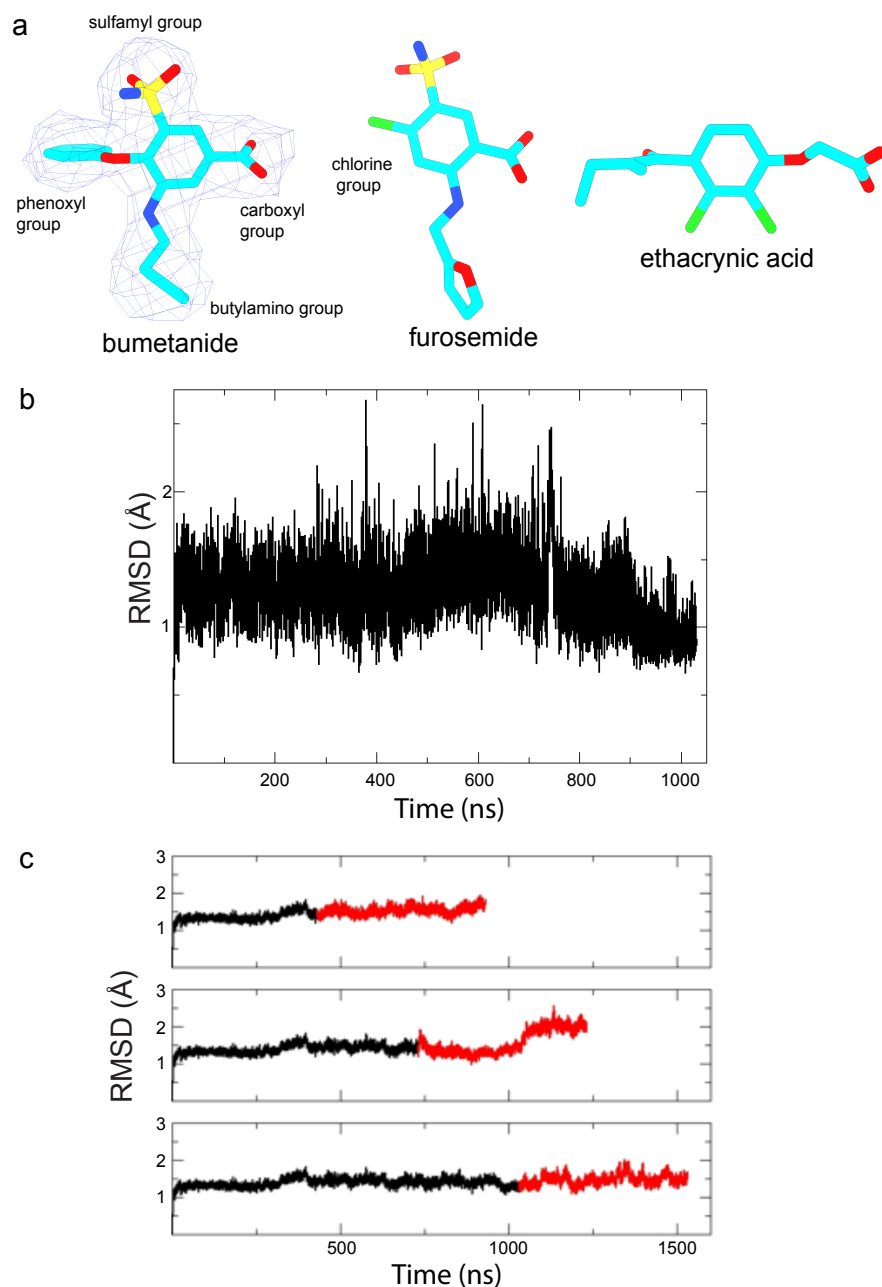 a
sulfamyl group
phenoxyl
group
carboxyl
group
butylamino group
bumetanide
chlorine
group
furosemide
ethacrynic acid
b
RMSD (Å)
2
1
200 400 600 800 1000
Time (ns)
c
RMSD (Å)
3
2
1
3
2
1
3
2
1
500 1000 1500
Time (ns)